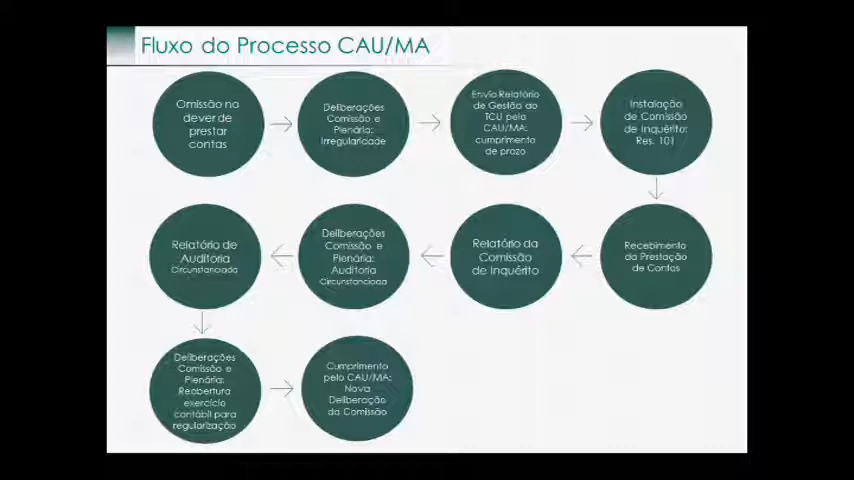 Fluxo do Processo CAU/MA
Omissão no
dever de
prestar
contas
Deliberações
Comissão e
Plenária:
Irregularidade
Envio Relatório
de Gestão ao
TCU pelo
CAU/MA:
cumprimento
de prazo
Instalação
de Comissão
de Inquérito:
Res. 101
Recebimento
da Prestação
de Contas
Relatório da
Comissão
de Inquérito
Deliberações
Comissão e
Plenária:
Auditoria
Circunstanciada
Relatório de
Auditoria
Circunstanciada
Deliberações
Comissão e
Plenária:
Reabertura
exercício
contábil para
regularização
Cumprimento
pelo CAU/MA:
Nova
Deliberação
da Comissão